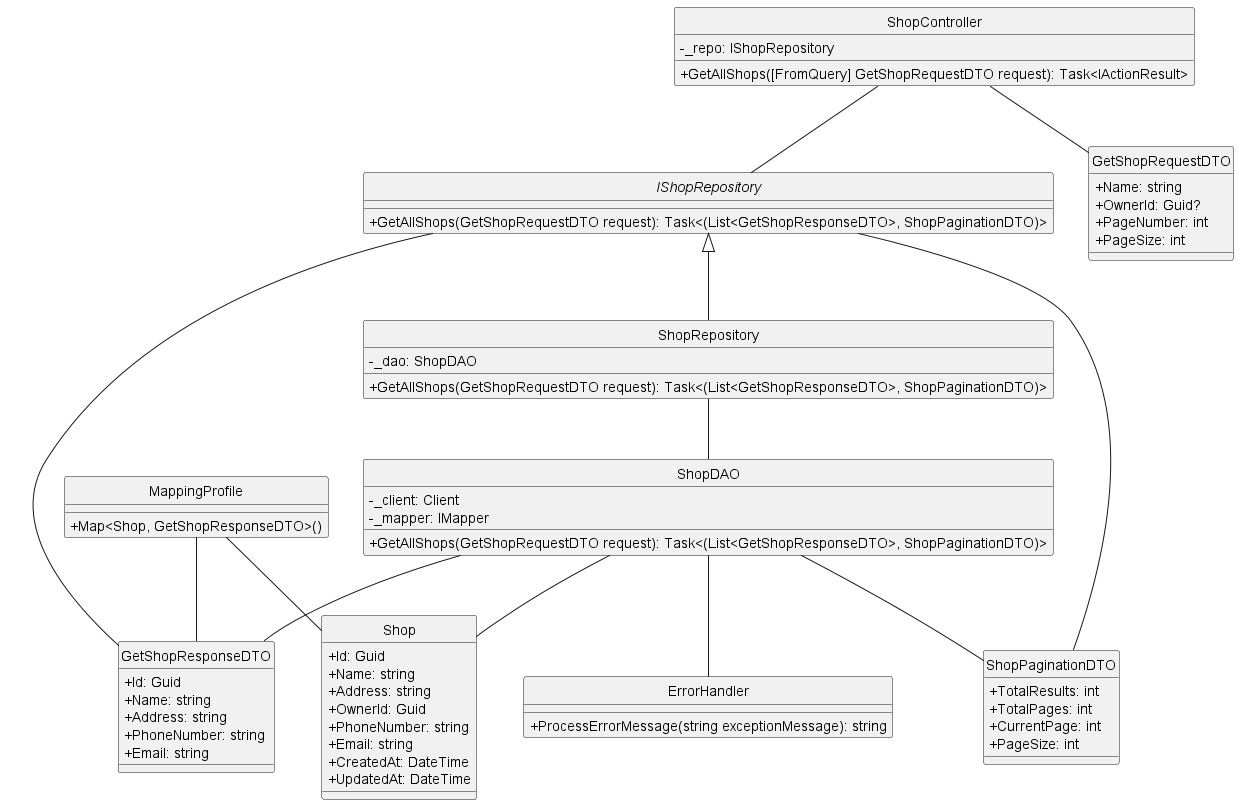 ShopController
-_repo: IShopRepository
+GetAllShops([FromQuery] GetShopRequestDTO request): Task<IActionResult>
GetShopRequestDTO
+Name: string
+OwnerId: Guid?
+PageNumber: int
+PageSize: int
IShopRepository
+GetAllShops(GetShopRequestDTO request): Task<(List<GetShopResponseDTO>, ShopPaginationDTO)>
ShopRepository
-_dao: ShopDAO
+GetAllShops(GetShopRequestDTO request): Task<(List<GetShopResponseDTO>, ShopPaginationDTO)>
ShopDAO
-_client: Client
-_mapper: IMapper
+GetAllShops(GetShopRequestDTO request): Task<(List<GetShopResponseDTO>, ShopPaginationDTO)>
MappingProfile
+Map<Shop, GetShopResponseDTO>()
GetShopResponseDTO
+Id: Guid
+Name: string
+Address: string
+PhoneNumber: string
+Email: string
Shop
+Id: Guid
+Name: string
+Address: string
+OwnerId: Guid
+PhoneNumber: string
+Email: string
+CreatedAt: DateTime
+UpdatedAt: DateTime
ErrorHandler
+ProcessErrorMessage(string exceptionMessage): string
ShopPaginationDTO
+TotalResults: int
+TotalPages: int
+CurrentPage: int
+PageSize: int